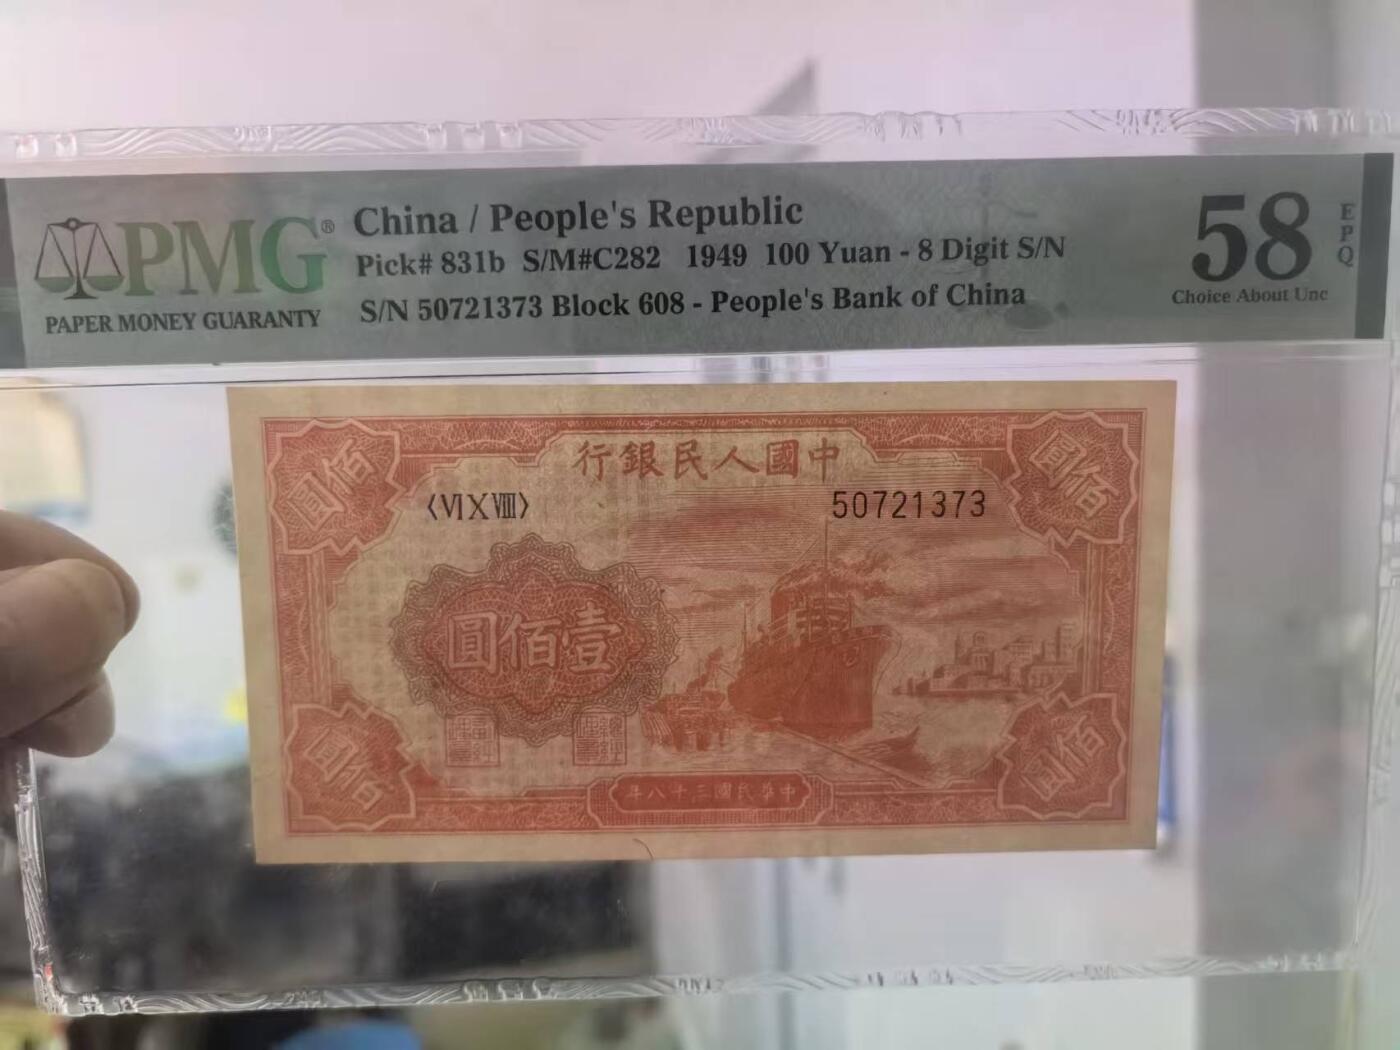 PMG®
PAPER MONEY GUARANTY
China / People's Republic
Pick# 831b S/M#C282 1949 100 Yuan - 8 Digit S/N
S/N 50721373 Block 608 - People's Bank of China
58
EPQ
Choice About Unc
行銀民人國中
〈VIXVIII〉
50721373
圓佰
圓佰
圓佰壹
圓佰
圓佰
年八十三國民華中